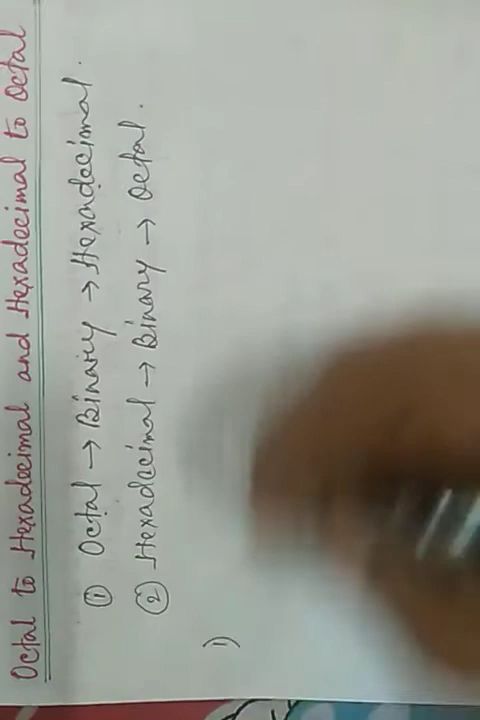 Octal to Hexadecimal and Hexadecimal to Octal
① Octal → Binary → Hexadecimal.
② Hexadecimal → Binary → Octal.
1)